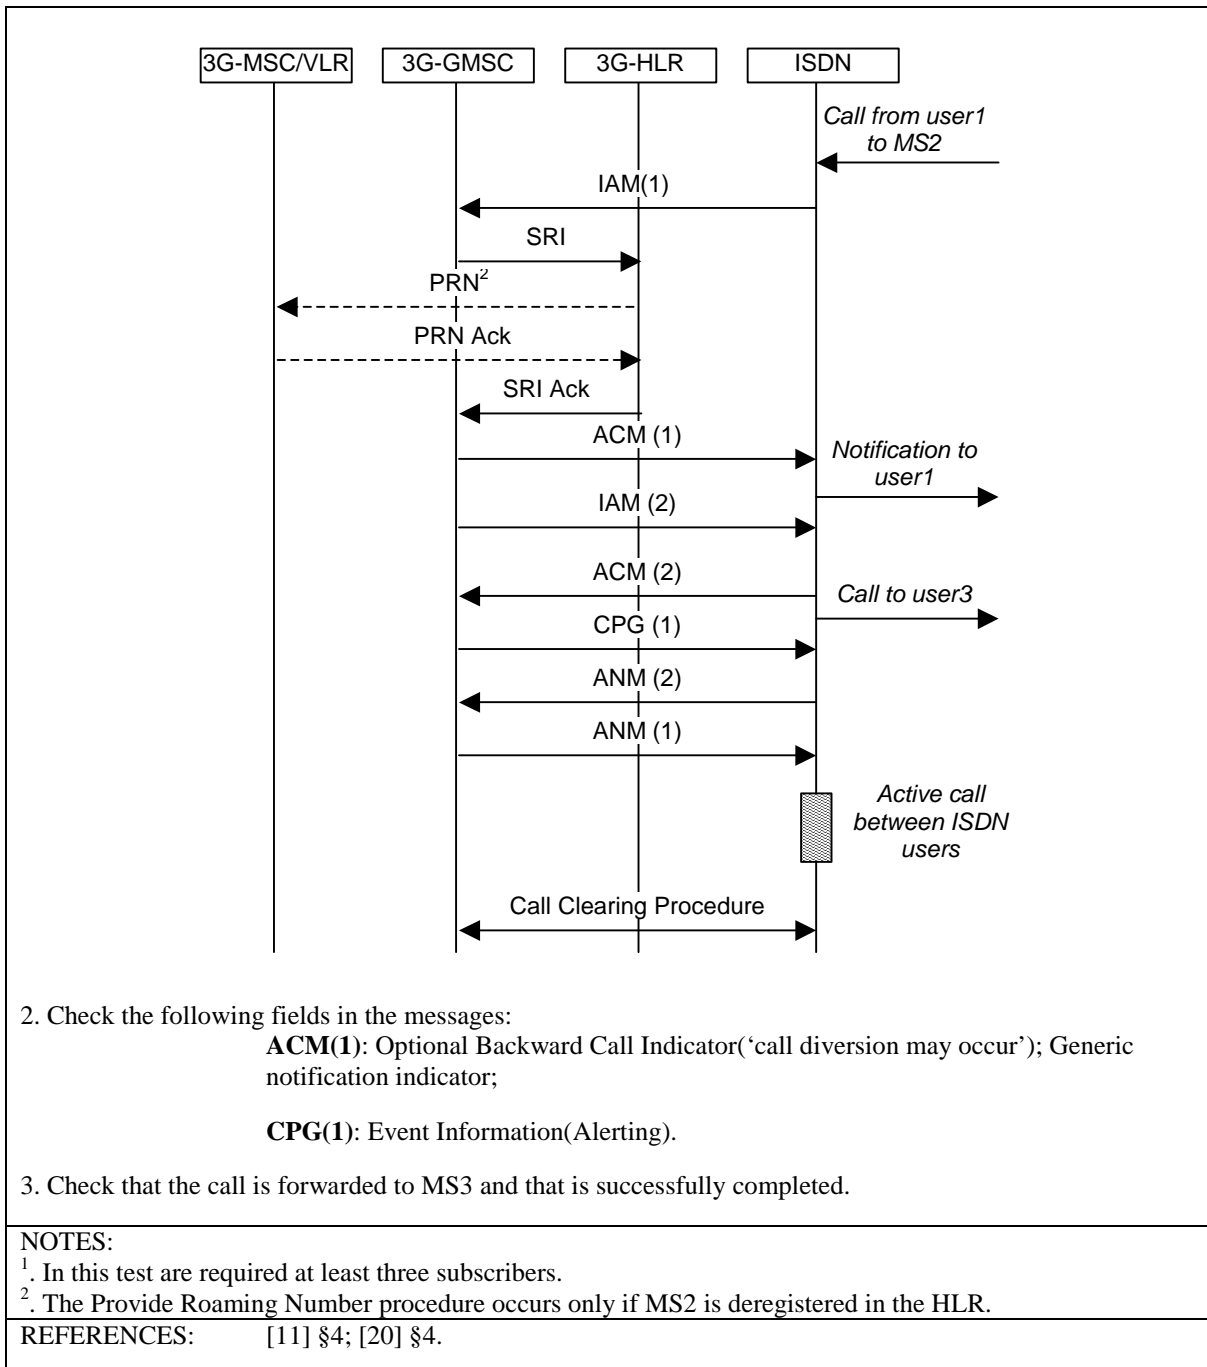 3G-MSC/VLR 3G-GMSC 3G-HLR ISDN
Call from user1
to MS2
IAM(1)
SRI
PRN²
PRN Ack
SRI Ack
ACM (1)
Notification to
user1
IAM (2)
ACM (2)
Call to user3
CPG (1)
ANM (2)
ANM (1)
Active call
between ISDN
users
Call Clearing Procedure
2. Check the following fields in the messages:
ACM(1): Optional Backward Call Indicator(‘call diversion may occur’); Generic
notification indicator;
CPG(1): Event Information(Alerting).
3. Check that the call is forwarded to MS3 and that is successfully completed.
NOTES:
¹. In this test are required at least three subscribers.
². The Provide Roaming Number procedure occurs only if MS2 is deregistered in the HLR.
REFERENCES: [11] §4; [20] §4.